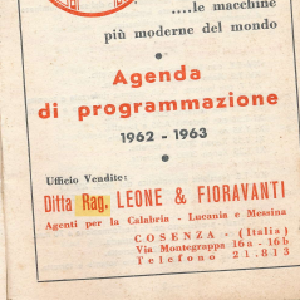 ....le macchine
più moderne del mondo
Agenda
di programmazione
1962 - 1963
Ufficio Vendite:
Ditta Rag. LEONE & FIORAVANTI
Agenti per la Calabria - Lucania e Messina
COSENZA - (Italia)
Via Montegrappa 16a - 16b
Telefono 21.813